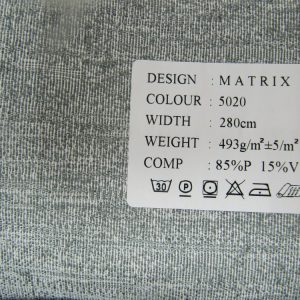 DESIGN : MATRIX
COLOUR : 5020
WIDTH : 280cm
WEIGHT : 493g/m²±5/m²
COMP : 85%P 15%V
30 P